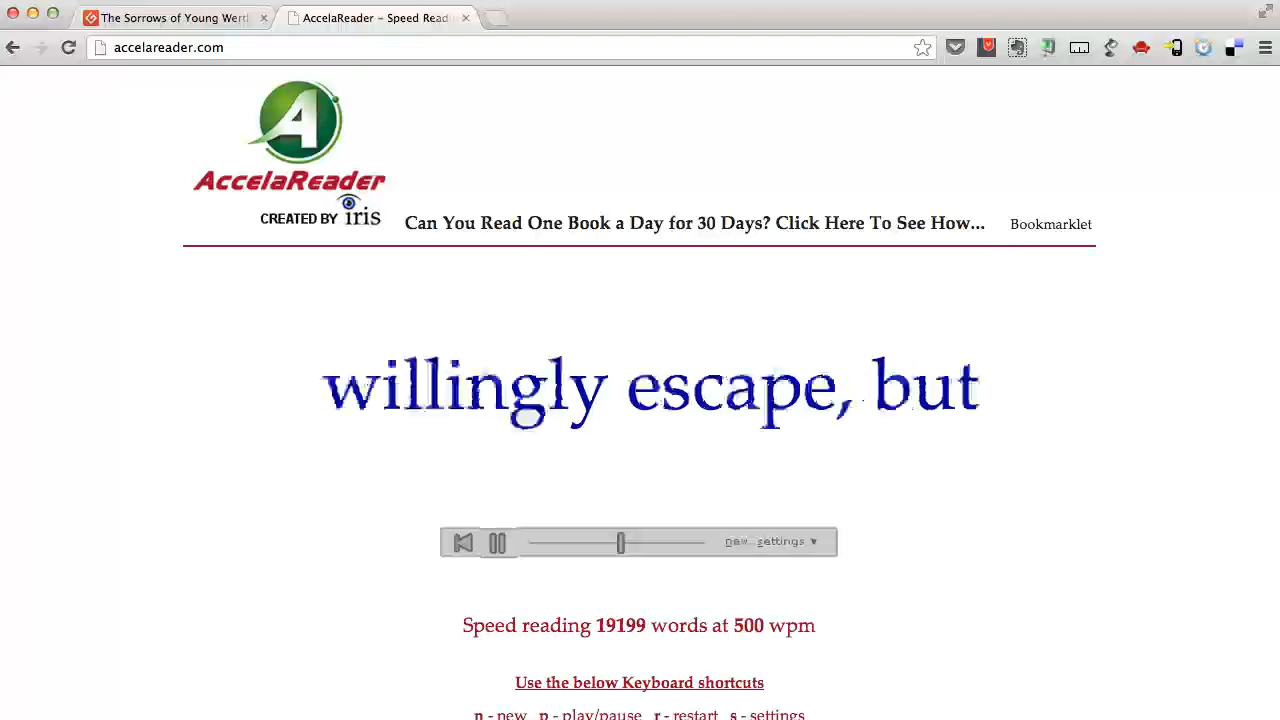 The Sorrows of Young Wert
AccelaReader – Speed Read
accelareader.com
A
AccelaReader
CREATED BY iris
Can You Read One Book a Day for 30 Days? Click Here To See How...
Bookmarklet
willingly escape, but
new settings ▼
Speed reading 19199 words at 500 wpm
Use the below Keyboard shortcuts
n - new p - play/pause r - restart s - settings